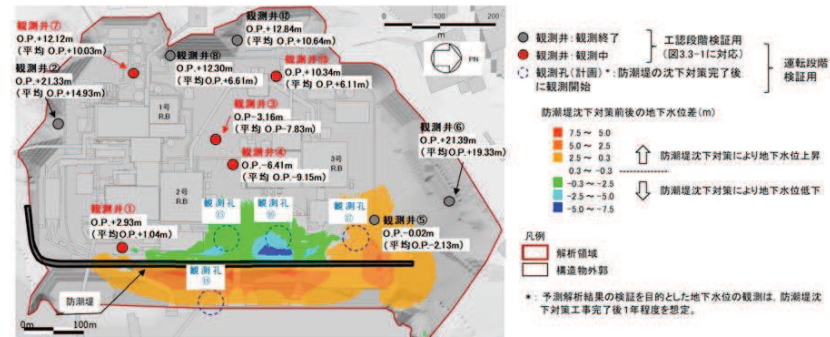 観測井⑦
O.P.+12.12m
(平均O.P.+10.03m)
観測井②
O.P.+21.33m
(平均O.P.+14.93m)
観測井⑧
O.P.+12.30m
(平均O.P.+6.61m)
O.P.+12.84m
(平均O.P.+10.64m)
O.P.+10.34m
(平均O.P.+6.11m)
観測井③
O.P-3.16m
(平均O.P-7.83m)
観測井④
O.P.-6.41m
(平均O.P-9.15m)
観測井⑥
O.P.+21.39m
(平均O.P.+19.33m)
観測井⑤
O.P.-0.02m
(平均O.P.-2.13m)
観測井①
O.P.+2.93m
(平均O.P.+1.04m)
1号
R.B
2号
R.B
3号
R.B
観測孔
観測孔
観測孔
観測孔
防潮堤
0m 100m
0 100 200
m
PN
観測井:観測終了
観測井:観測中
工認段階検証用
(図3.3-1に対応)
運転段階
検証用
観測孔(計画)*:防潮堤の沈下対策完了後
に観測開始
防潮堤沈下対策前後の地下水位差(m)
7.5 ~ 5.0
5.0 ~ 2.5
2.5 ~ 0.3
0.3 ~ -0.3
-0.3 ~ -2.5
-2.5 ~ -5.0
-5.0 ~ -7.5
防潮堤沈下対策により地下水位上昇
防潮堤沈下対策により地下水位低下
凡例
解析領域
構造物外郭
*: 予測解析結果の検証を目的とした地下水位の観測は、防潮堤沈
下対策工事完了後1年程度を想定。